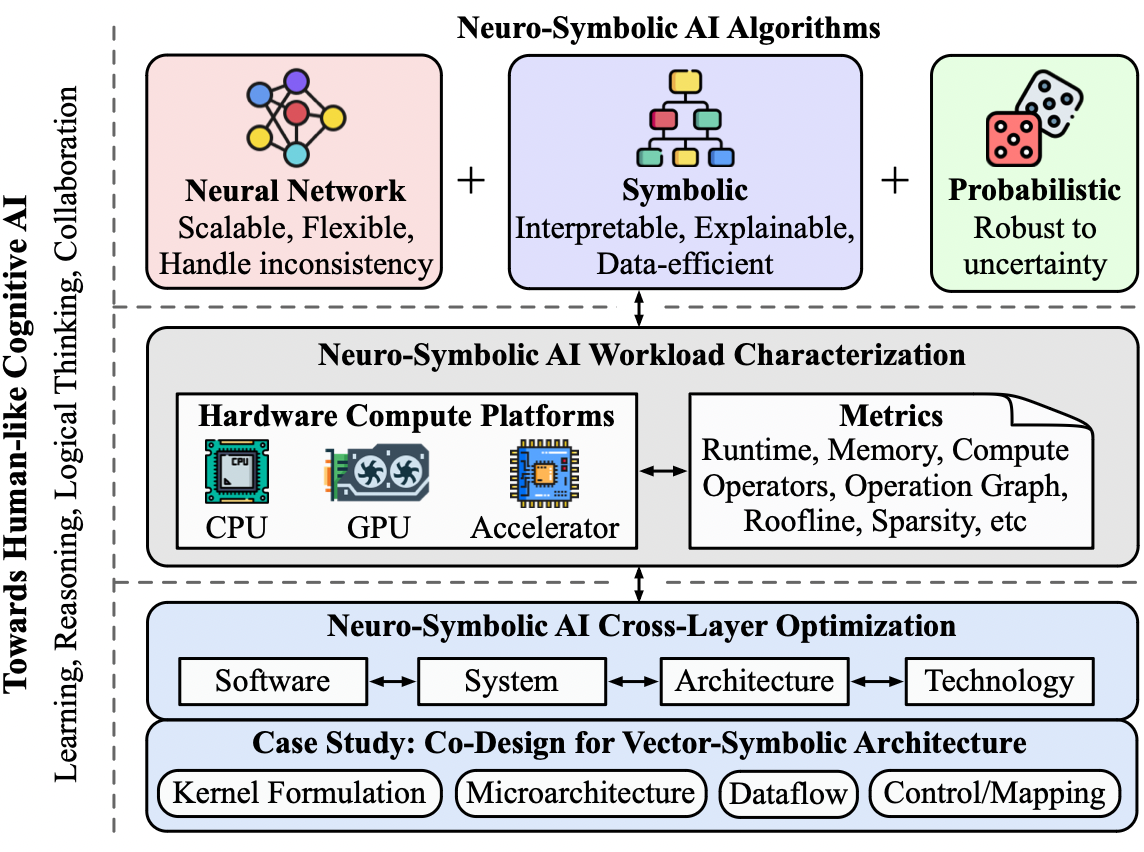 Towards Human-like Cognitive AI
Learning, Reasoning, Logical Thinking, Collaboration
Neuro-Symbolic AI Algorithms
Neural Network
Scalable, Flexible,
Handle inconsistency
+
Symbolic
Interpretable, Explainable,
Data-efficient
+
Probabilistic
Robust to
uncertainty
Neuro-Symbolic AI Workload Characterization
Hardware Compute Platforms
CPU
CPU
GPU
Accelerator
Metrics
Runtime, Memory, Compute
Operators, Operation Graph,
Roofline, Sparsity, etc
Neuro-Symbolic AI Cross-Layer Optimization
Software
System
Architecture
Technology
Case Study: Co-Design for Vector-Symbolic Architecture
Kernel Formulation
Microarchitecture
Dataflow
Control/Mapping